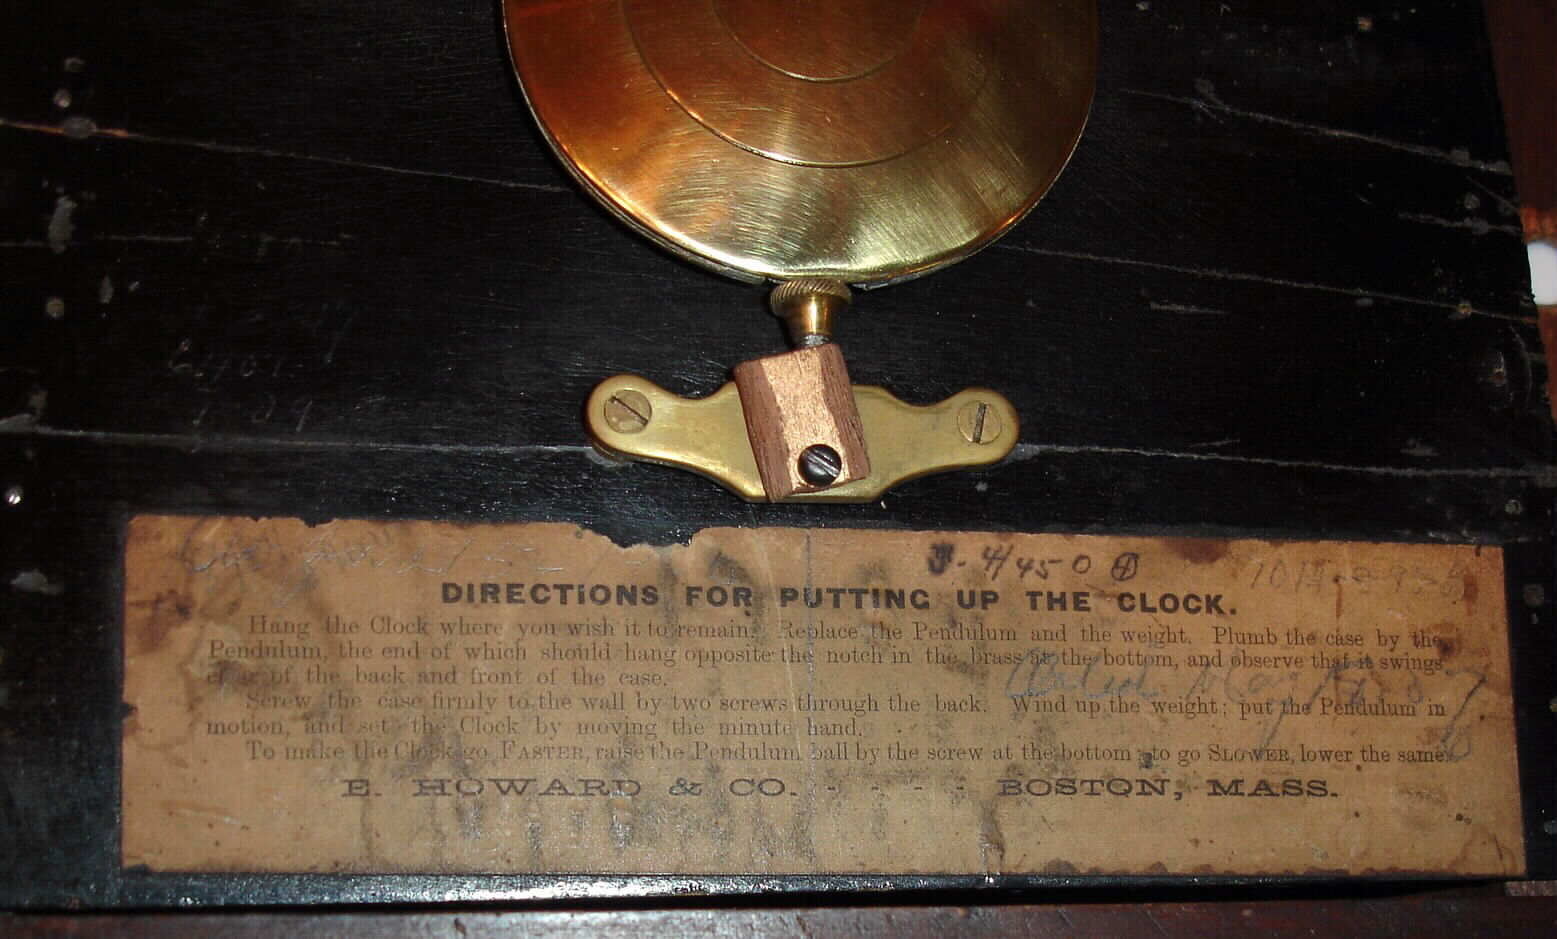 J. 4/45 0
DIRECTIONS FOR PUTTING UP THE CLOCK.
Hang the Clock where you wish it to remain. Replace the Pendulum and the weight. Plumb the case by the
Pendulum, the end of which should hang opposite the notch in the brass at the bottom, and observe that it swings
clear of the back and front of the case.
Screw the case firmly to the wall by two screws through the back. Wind up the weight; put the Pendulum in
motion, and set the Clock by moving the minute hand.
To make the Clock go FASTER, raise the Pendulum ball by the screw at the bottom; to go SLOWER, lower the same.
E. HOWARD & CO. - - - - BOSTON, MASS.